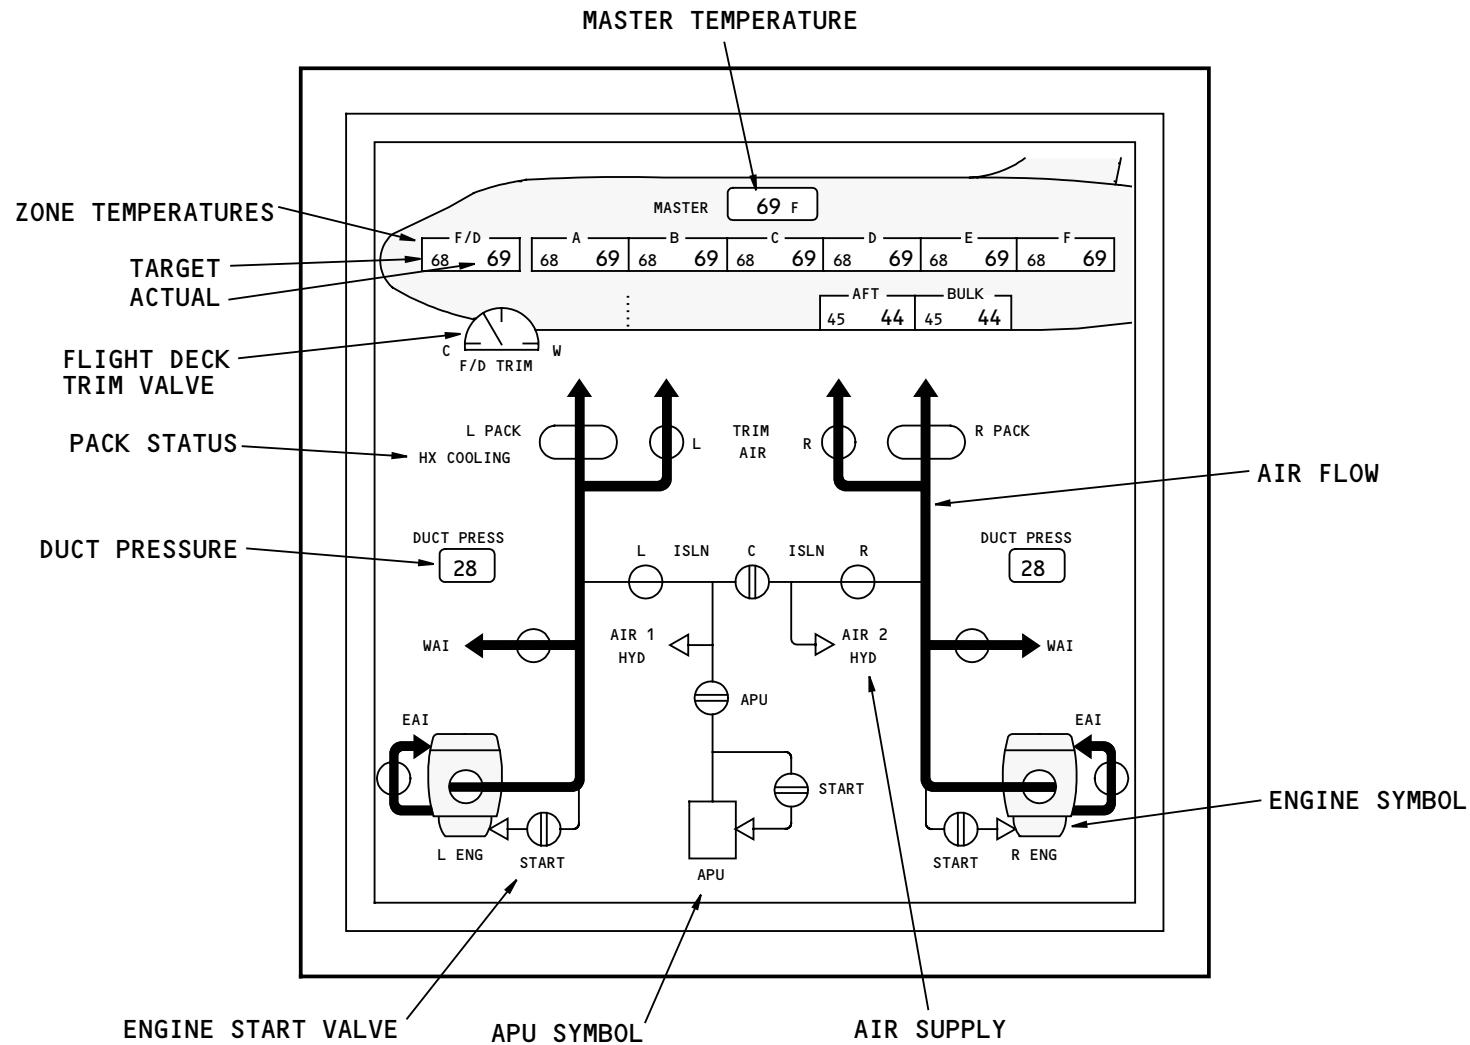 MASTER TEMPERATURE
ZONE TEMPERATURES
MASTER 69 F
F/D A B C D E F
68 69 68 69 68 69 68 69 68 69 68 69 68 69
TARGET
ACTUAL
AFT BULK
45 44 45 44
FLIGHT DECK
TRIM VALVE
C W
F/D TRIM
PACK STATUS
L PACK
HX COOLING
L
TRIM
AIR
R
R PACK
AIR FLOW
DUCT PRESSURE
DUCT PRESS
28
L ISLN C ISLN R
DUCT PRESS
28
WAI
AIR 1
HYD
AIR 2
HYD
WAI
APU
EAI
EAI
START
ENGINE SYMBOL
L ENG
START
APU
START
R ENG
ENGINE START VALVE
APU SYMBOL
AIR SUPPLY